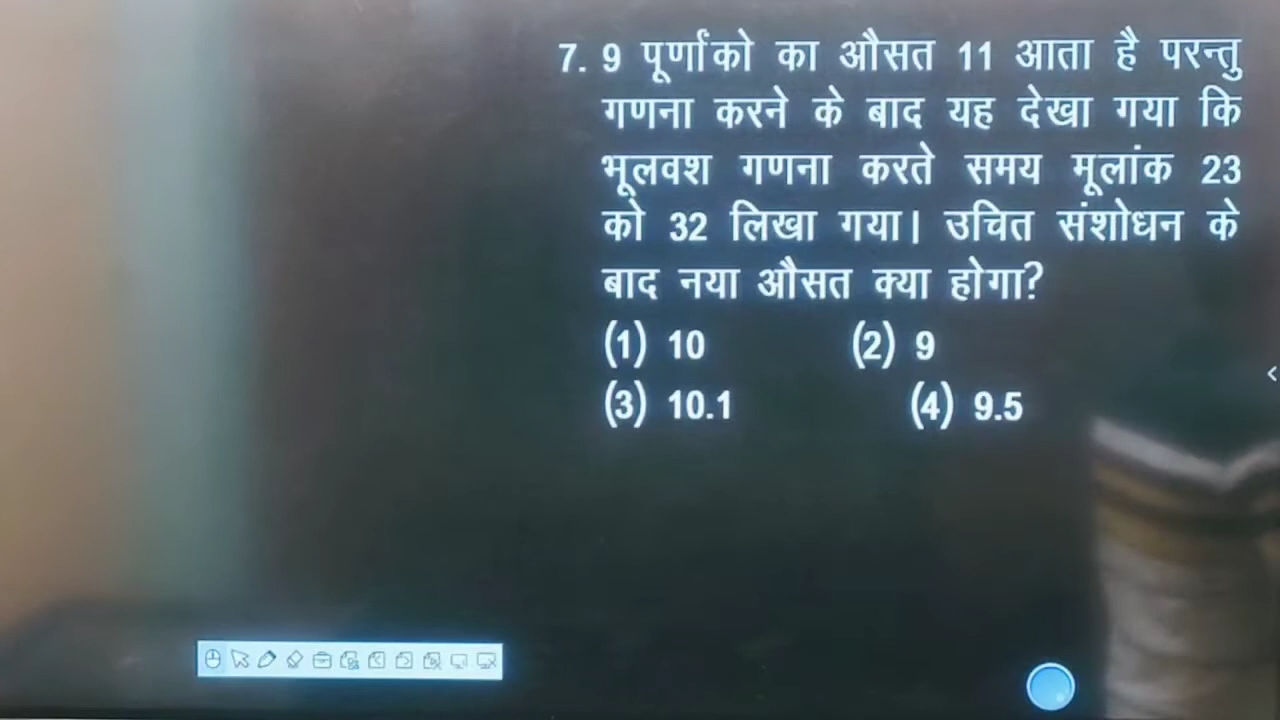 7. 9 पूर्णांको का औसत 11 आता है परन्तु
गणना करने के बाद यह देखा गया कि
भूलवश गणना करते समय मूलांक 23
को 32 लिखा गया। उचित संशोधन के
बाद नया औसत क्या होगा?
(1) 10 (2) 9
(3) 10.1 (4) 9.5